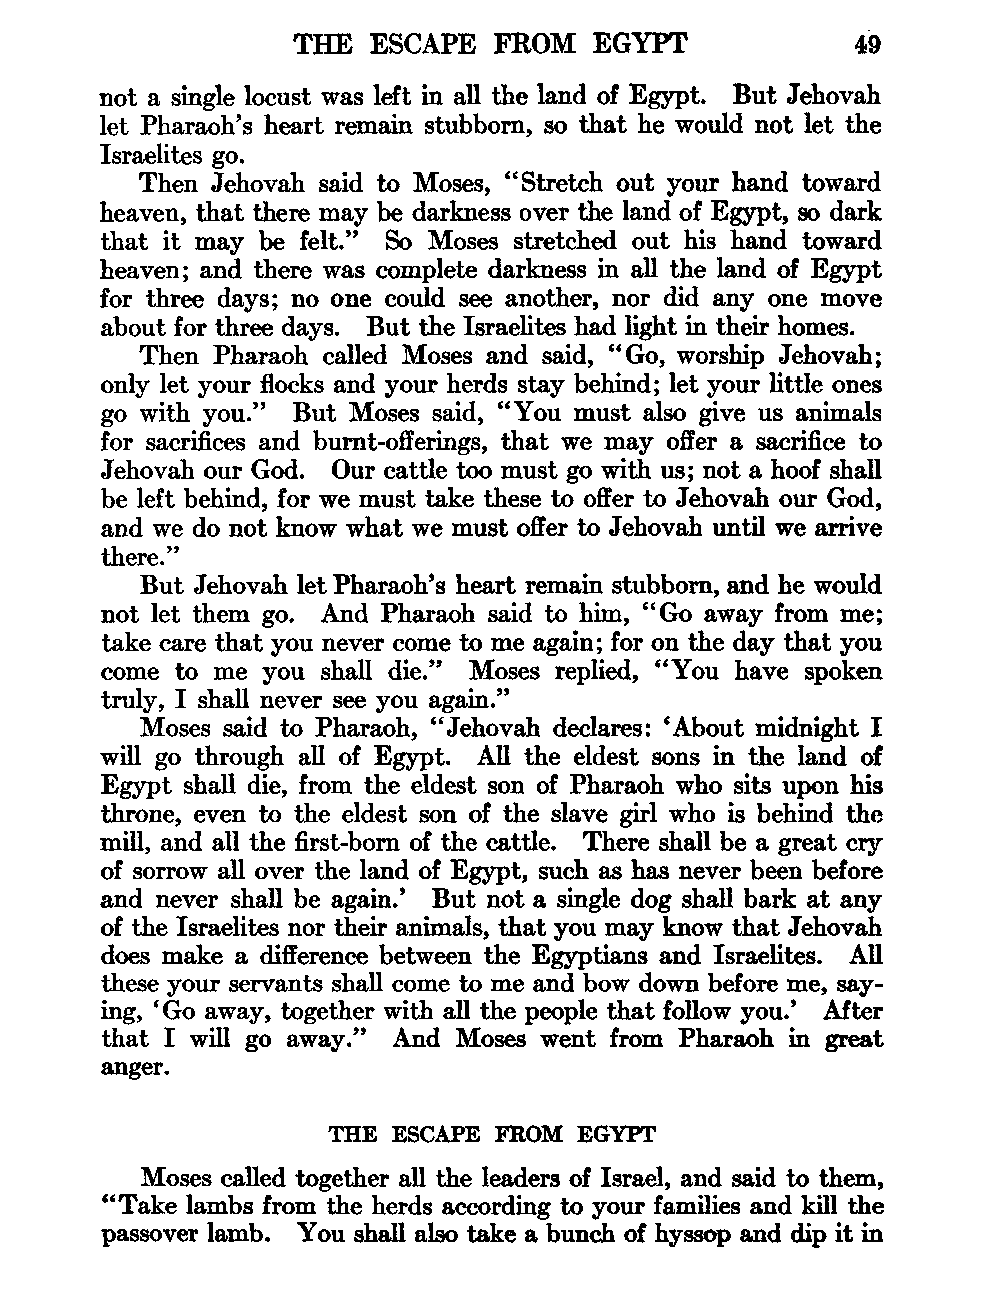 THE ESCAPE FROM EGYPT 49
not a single locust was left in all the land of Egypt. But Jehovah
let Pharaoh's heart remain stubborn, so that he would not let the
Israelites go.
Then Jehovah said to Moses, “Stretch out your hand toward
heaven, that there may be darkness over the land of Egypt, so dark
that it may be felt.” So Moses stretched out his hand toward
heaven; and there was complete darkness in all the land of Egypt
for three days; no one could see another, nor did any one move
about for three days. But the Israelites had light in their homes.
Then Pharaoh called Moses and said, “Go, worship Jehovah;
only let your flocks and your herds stay behind; let your little ones
go with you.” But Moses said, “You must also give us animals
for sacrifices and burnt-offerings, that we may offer a sacrifice to
Jehovah our God. Our cattle too must go with us; not a hoof shall
be left behind, for we must take these to offer to Jehovah our God,
and we do not know what we must offer to Jehovah until we arrive
there.”
But Jehovah let Pharaoh's heart remain stubborn, and he would
not let them go. And Pharaoh said to him, “Go away from me;
take care that you never come to me again; for on the day that you
come to me you shall die.” Moses replied, “You have spoken
truly, I shall never see you again.”
Moses said to Pharaoh, “Jehovah declares: ‘About midnight I
will go through all of Egypt. All the eldest sons in the land of
Egypt shall die, from the eldest son of Pharaoh who sits upon his
throne, even to the eldest son of the slave girl who is behind the
mill, and all the first-born of the cattle. There shall be a great cry
of sorrow all over the land of Egypt, such as has never been before
and never shall be again.’ But not a single dog shall bark at any
of the Israelites nor their animals, that you may know that Jehovah
does make a difference between the Egyptians and Israelites. All
these your servants shall come to me and bow down before me, say-
ing, ‘Go away, together with all the people that follow you.’ After
that I will go away.” And Moses went from Pharaoh in great
anger.
THE ESCAPE FROM EGYPT
Moses called together all the leaders of Israel, and said to them,
“Take lambs from the herds according to your families and kill the
passover lamb. You shall also take a bunch of hyssop and dip it in